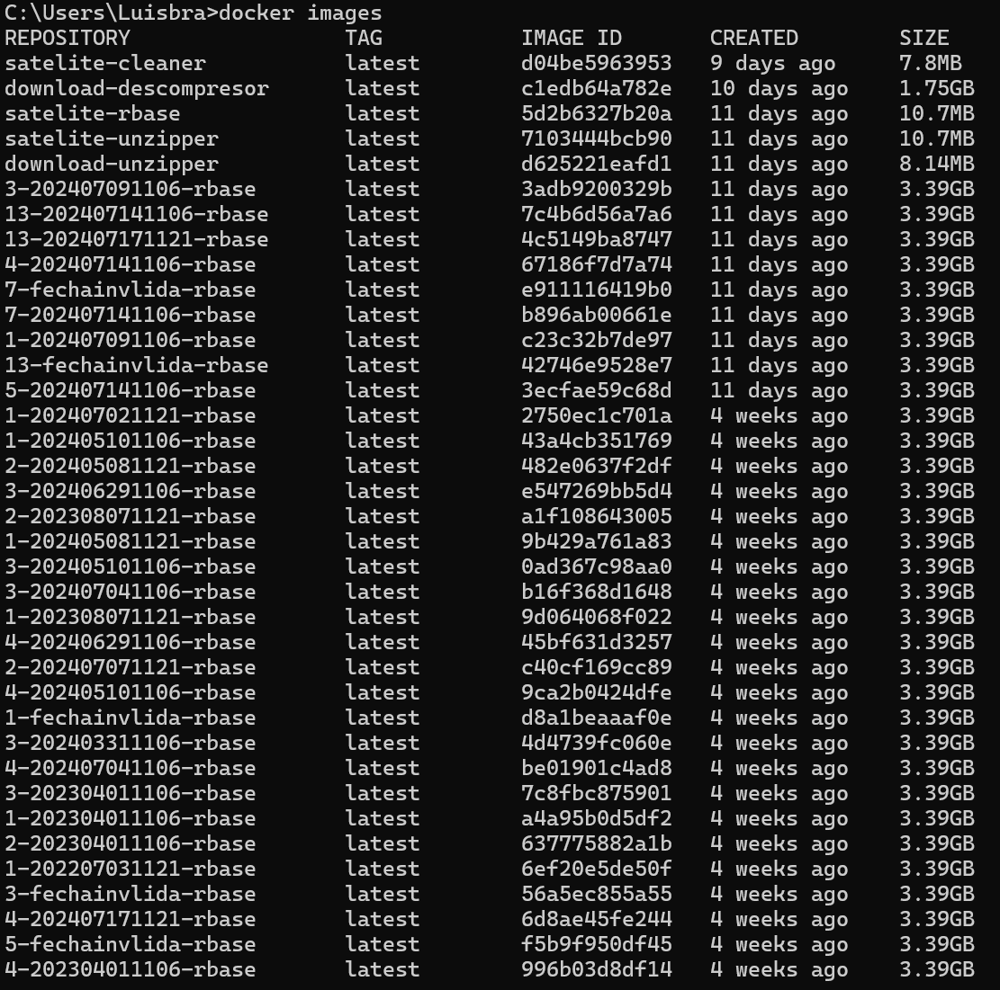 C:\Users\Luisbra>docker images
REPOSITORY TAG IMAGE ID CREATED SIZE
satelite-cleaner latest d04be5963953 9 days ago 7.8MB
download-descompresor latest c1edb64a782e 10 days ago 1.75GB
satelite-rbase latest 5d2b6327b20a 11 days ago 10.7MB
satelite-unzipper latest 7103444bcb90 11 days ago 10.7MB
download-unzipper latest d625221eafd1 11 days ago 8.14MB
3-202407091106-rbase latest 3adb9200329b 11 days ago 3.39GB
13-202407141106-rbase latest 7c4b6d56a7a6 11 days ago 3.39GB
13-202407171121-rbase latest 4c5149ba8747 11 days ago 3.39GB
4-202407141106-rbase latest 67186f7d7a74 11 days ago 3.39GB
7-fechainvlida-rbase latest e911116419b0 11 days ago 3.39GB
7-202407141106-rbase latest b896ab00661e 11 days ago 3.39GB
1-202407091106-rbase latest c23c32b7de97 11 days ago 3.39GB
13-fechainvlida-rbase latest 42746e9528e7 11 days ago 3.39GB
5-202407141106-rbase latest 3ecfae59c68d 11 days ago 3.39GB
1-202407021121-rbase latest 2750ec1c701a 4 weeks ago 3.39GB
1-202405101106-rbase latest 43a4cb351769 4 weeks ago 3.39GB
2-202405081121-rbase latest 482e0637f2df 4 weeks ago 3.39GB
3-202406291106-rbase latest e547269bb5d4 4 weeks ago 3.39GB
2-202308071121-rbase latest a1f108643005 4 weeks ago 3.39GB
1-202405081121-rbase latest 9b429a761a83 4 weeks ago 3.39GB
3-202405101106-rbase latest 0ad367c98aa0 4 weeks ago 3.39GB
3-202407041106-rbase latest b16f368d1648 4 weeks ago 3.39GB
1-202308071121-rbase latest 9d064068f022 4 weeks ago 3.39GB
4-202406291106-rbase latest 45bf631d3257 4 weeks ago 3.39GB
2-202407071121-rbase latest c40cf169cc89 4 weeks ago 3.39GB
4-202405101106-rbase latest 9ca2b0424dfe 4 weeks ago 3.39GB
1-fechainvlida-rbase latest d8a1beaaaf0e 4 weeks ago 3.39GB
3-202403311106-rbase latest 4d4739fc060e 4 weeks ago 3.39GB
4-202407041106-rbase latest be01901c4ad8 4 weeks ago 3.39GB
3-202304011106-rbase latest 7c8fbc875901 4 weeks ago 3.39GB
1-202304011106-rbase latest a4a95b0d5df2 4 weeks ago 3.39GB
2-202304011106-rbase latest 637775882a1b 4 weeks ago 3.39GB
1-202207031121-rbase latest 6ef20e5de50f 4 weeks ago 3.39GB
3-fechainvlida-rbase latest 56a5ec855a55 4 weeks ago 3.39GB
4-202407171121-rbase latest 6d8ae45fe244 4 weeks ago 3.39GB
5-fechainvlida-rbase latest f5b9f950df45 4 weeks ago 3.39GB
4-202304011106-rbase latest 996b03d8df14 4 weeks ago 3.39GB